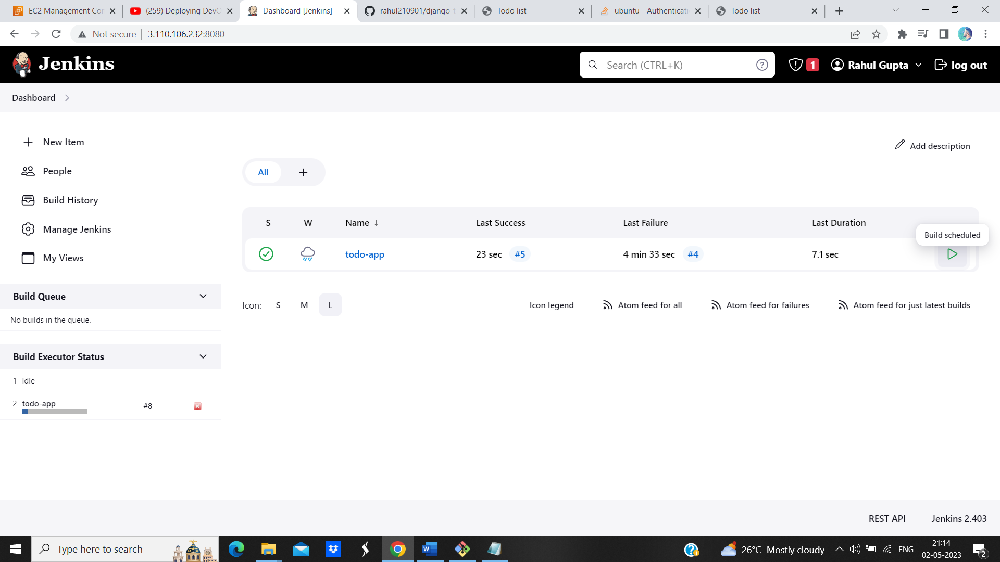 EC2 Management Cor
(259) Deploying DevO
Dashboard [Jenkins]
rahul210901/django-t
Todo list
ubuntu - Authenticati
Todo list
Not secure | 3.110.106.232:8080
Jenkins
Search (CTRL+K)
1
Rahul Gupta
log out
Dashboard
New Item
People
Build History
Manage Jenkins
My Views
Build Queue
No builds in the queue.
Build Executor Status
1 Idle
2 todo-app #8
Add description
All +
S W Name ↓ Last Success Last Failure Last Duration
Build scheduled
todo-app 23 sec #5 4 min 33 sec #4 7.1 sec
Icon: S M L
Icon legend
Atom feed for all
Atom feed for failures
Atom feed for just latest builds
REST API
Jenkins 2.403
Type here to search
26°C Mostly cloudy
ENG
21:14
02-05-2023
2